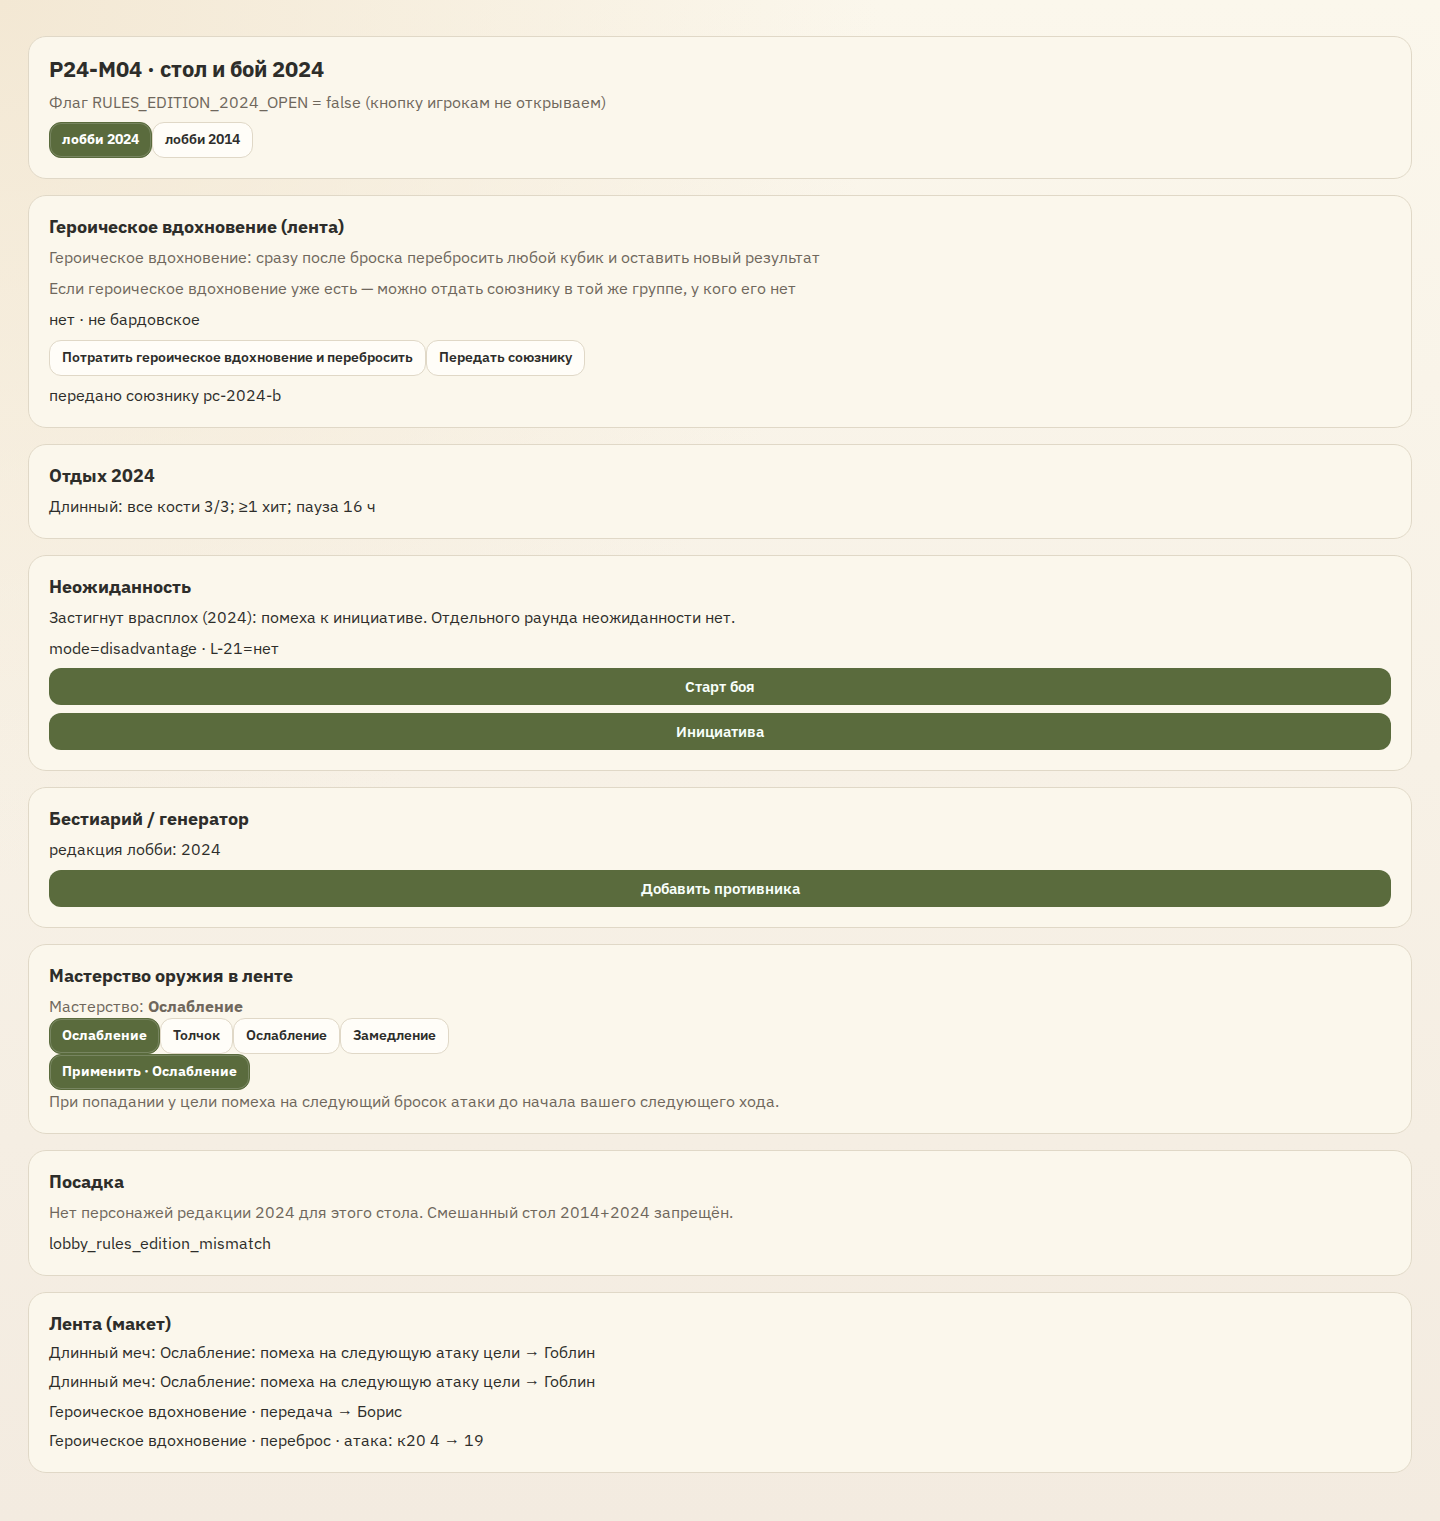 P24-M04 · стол и бой 2024
Флаг RULES_EDITION_2024_OPEN = false (кнопку игрокам не открываем)
лобби 2024 лобби 2014
Героическое вдохновение (лента)
Героическое вдохновение: сразу после броска перебросить любой кубик и оставить новый результат
Если героическое вдохновение уже есть — можно отдать союзнику в той же группе, у кого его нет
нет · не бардовское
Потратить героическое вдохновение и перебросить Передать союзнику
передано союзнику pc-2024-b
Отдых 2024
Длинный: все кости 3/3; ≥1 хит; пауза 16 ч
Неожиданность
Застигнут врасплох (2024): помеха к инициативе. Отдельного раунда неожиданности нет.
mode=disadvantage · L-21=нет
Старт боя
Инициатива
Бестиарий / генератор
редакция лобби: 2024
Добавить противника
Мастерство оружия в ленте
Мастерство: Ослабление
Ослабление Толчок Ослабление Замедление
Применить · Ослабление
При попадании у цели помеха на следующий бросок атаки до начала вашего следующего хода.
Посадка
Нет персонажей редакции 2024 для этого стола. Смешанный стол 2014+2024 запрещён.
lobby_rules_edition_mismatch
Лента (макет)
Длинный меч: Ослабление: помеха на следующую атаку цели → Гоблин
Длинный меч: Ослабление: помеха на следующую атаку цели → Гоблин
Героическое вдохновение · передача → Борис
Героическое вдохновение · переброс · атака: к20 4 → 19